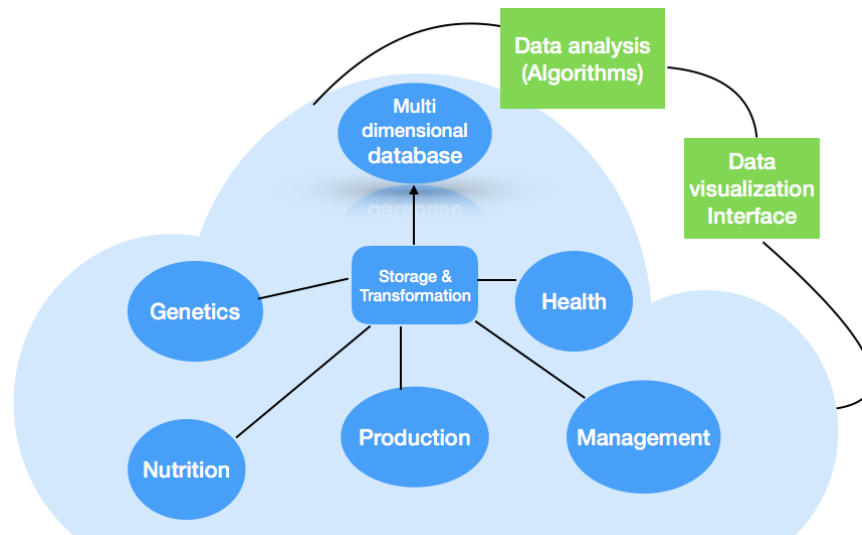 Data analysis
(Algorithms)
Multi
dimensional
database
Data
visualization
Interface
Storage &
Transformation
Genetics
Health
Nutrition
Production
Management